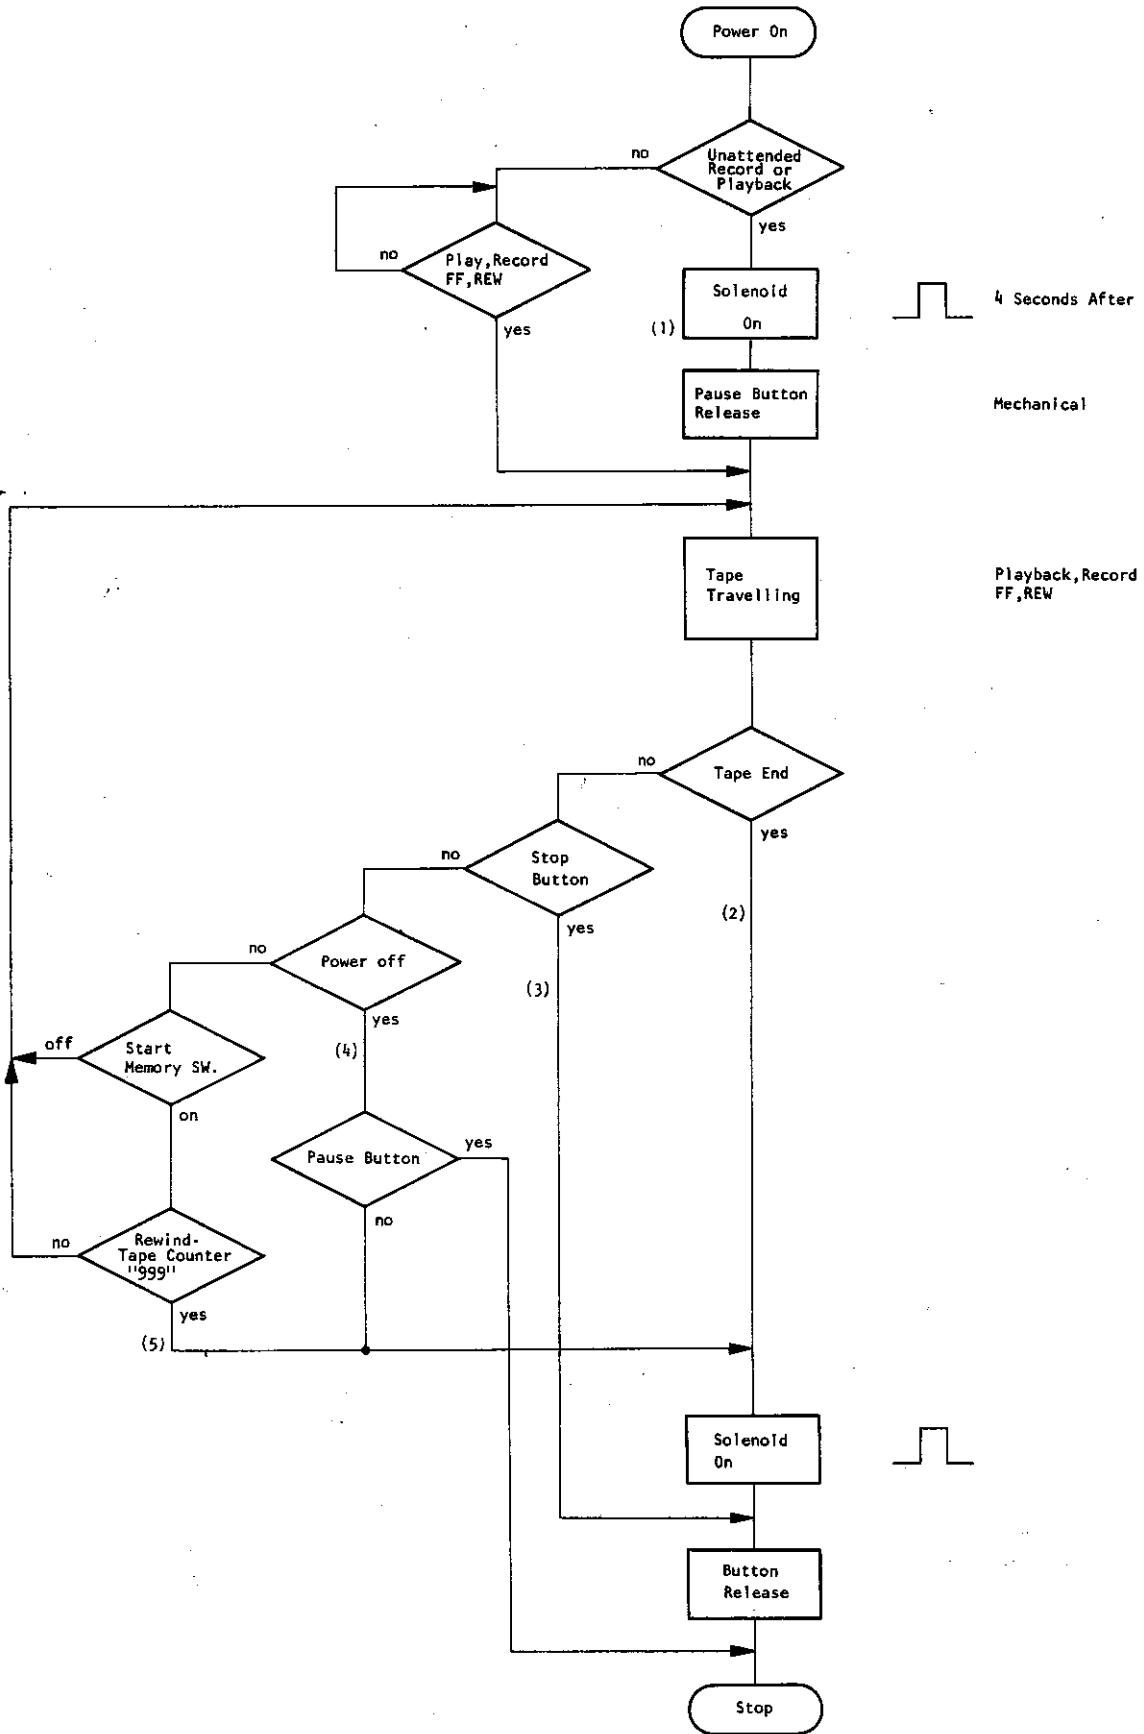 Power On
no
Unattended
Record or
Playback
yes
no
Play,Record
FF,REW
yes
Solenoid
On
(1)
4 Seconds After
Pause Button
Release
Mechanical
Tape
Travelling
Playback,Record
FF,REW
no
Tape End
yes
no
Stop
Button
yes
(2)
no
Power off
yes
(3)
off
Start
Memory SW.
on
(4)
Pause Button
yes
no
no
Rewind-
Tape Counter
"999"
yes
(5)
Solenoid
On
Button
Release
Stop